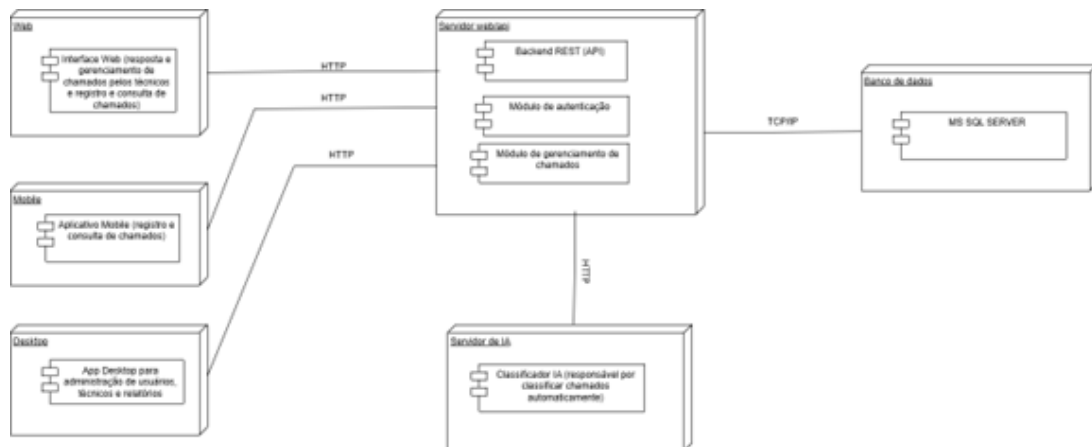 Web
Interface Web (resposta e
gerenciamento de
chamados pelos técnicos
e registro e consulta de
chamados)
Mobile
Aplicativo Mobile (registro e
consulta de chamados)
Desktop
App Desktop para
administração de usuários,
técnicos e relatórios
HTTP
HTTP
HTTP
Servidor web/api
Backend REST (API)
Módulo de autenticação
Módulo de gerenciamento de
chamados
HTTP
Servidor de IA
Classificador IA (responsável por
classificar chamados
automaticamente)
TCP/IP
Banco de dados
MS SQL SERVER